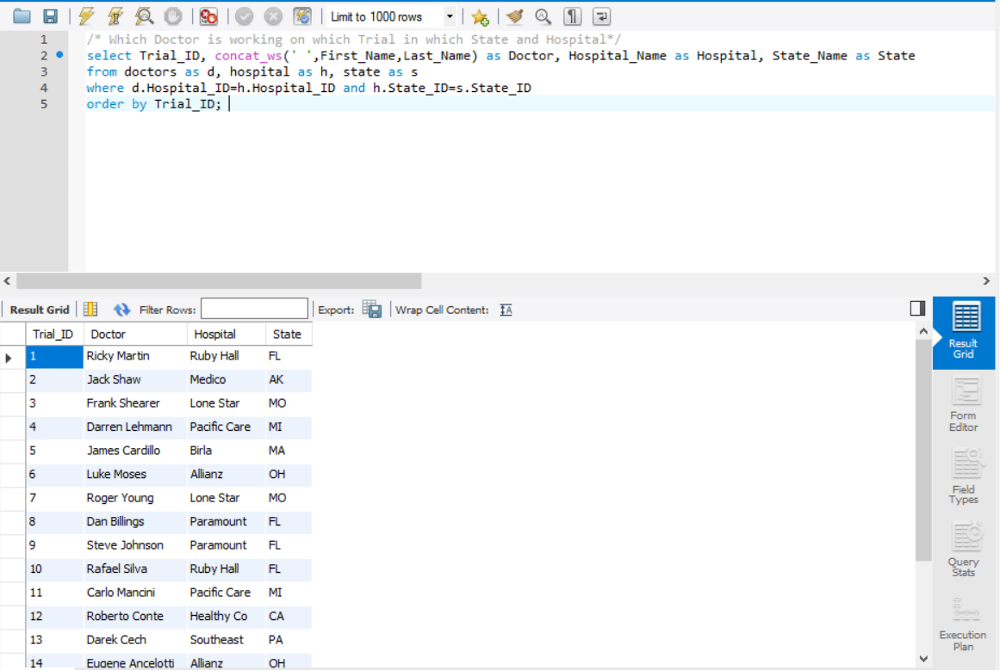 Limit to 1000 rows
1 /* Which Doctor is working on which Trial in which State and Hospital*/
2 select Trial_ID, concat_ws(' ',First_Name,Last_Name) as Doctor, Hospital_Name as Hospital, State_Name as State
3 from doctors as d, hospital as h, state as s
4 where d.Hospital_ID=h.Hospital_ID and h.State_ID=s.State_ID
5 order by Trial_ID;
Result Grid Filter Rows: Export: Wrap Cell Content: IA
Trial_ID Doctor Hospital State
1 Ricky Martin Ruby Hall FL
2 Jack Shaw Medico AK
3 Frank Shearer Lone Star MO
4 Darren Lehmann Pacific Care MI
5 James Cardillo Birla MA
6 Luke Moses Allianz OH
7 Roger Young Lone Star MO
8 Dan Billings Paramount FL
9 Steve Johnson Paramount FL
10 Rafael Silva Ruby Hall FL
11 Carlo Mancini Pacific Care MI
12 Roberto Conte Healthy Co CA
13 Darek Cech Southeast PA
14 Eugene Ancelotti Allianz OH
Result
Grid
Form
Editor
Field
Types
Query
Stats
Execution
Plan